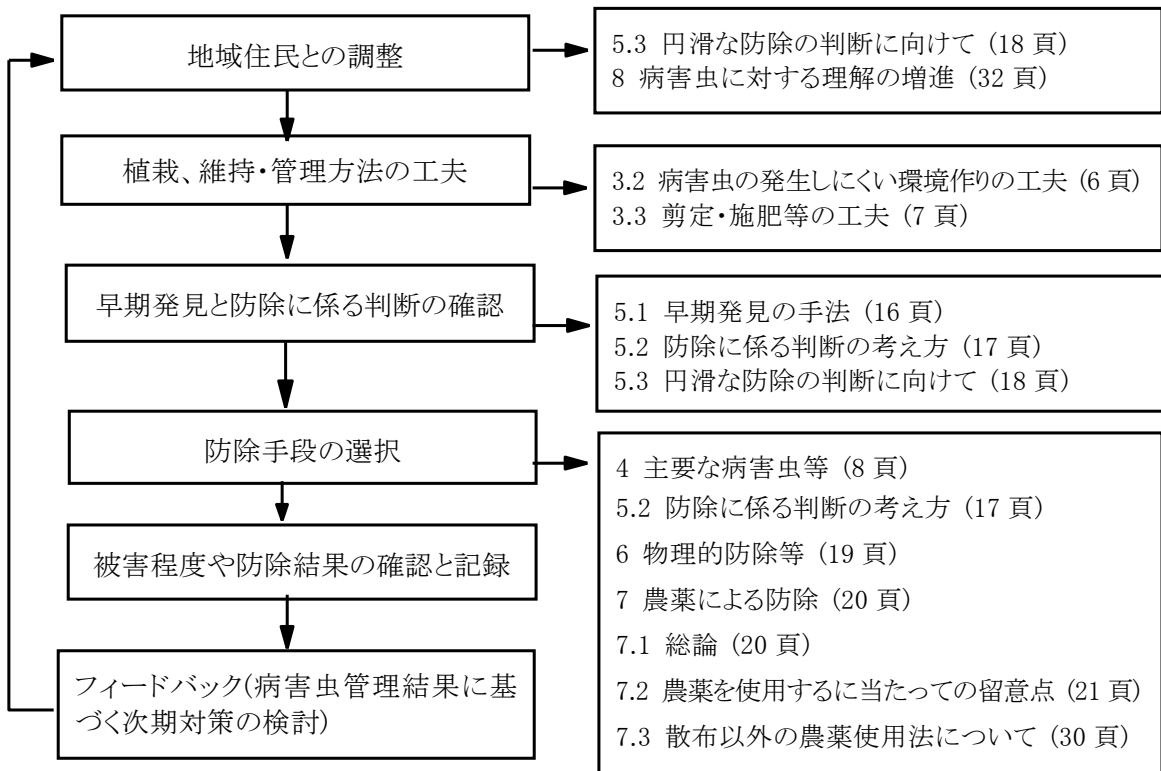 地域住民との調整
5.3 円滑な防除の判断に向けて (18 頁)
8 病害虫に対する理解の増進 (32 頁)
植栽、維持・管理方法の工夫
3.2 病害虫の発生しにくい環境作りの工夫 (6 頁)
3.3 剪定・施肥等の工夫 (7 頁)
早期発見と防除に係る判断の確認
5.1 早期発見の手法 (16 頁)
5.2 防除に係る判断の考え方 (17 頁)
5.3 円滑な防除の判断に向けて (18 頁)
防除手段の選択
4 主要な病害虫等 (8 頁)
5.2 防除に係る判断の考え方 (17 頁)
6 物理的防除等 (19 頁)
7 農薬による防除 (20 頁)
7.1 総論 (20 頁)
7.2 農薬を使用するに当たっての留意点 (21 頁)
7.3 散布以外の農薬使用法について (30 頁)
被害程度や防除結果の確認と記録
フィードバック(病害虫管理結果に基
づく次期対策の検討)